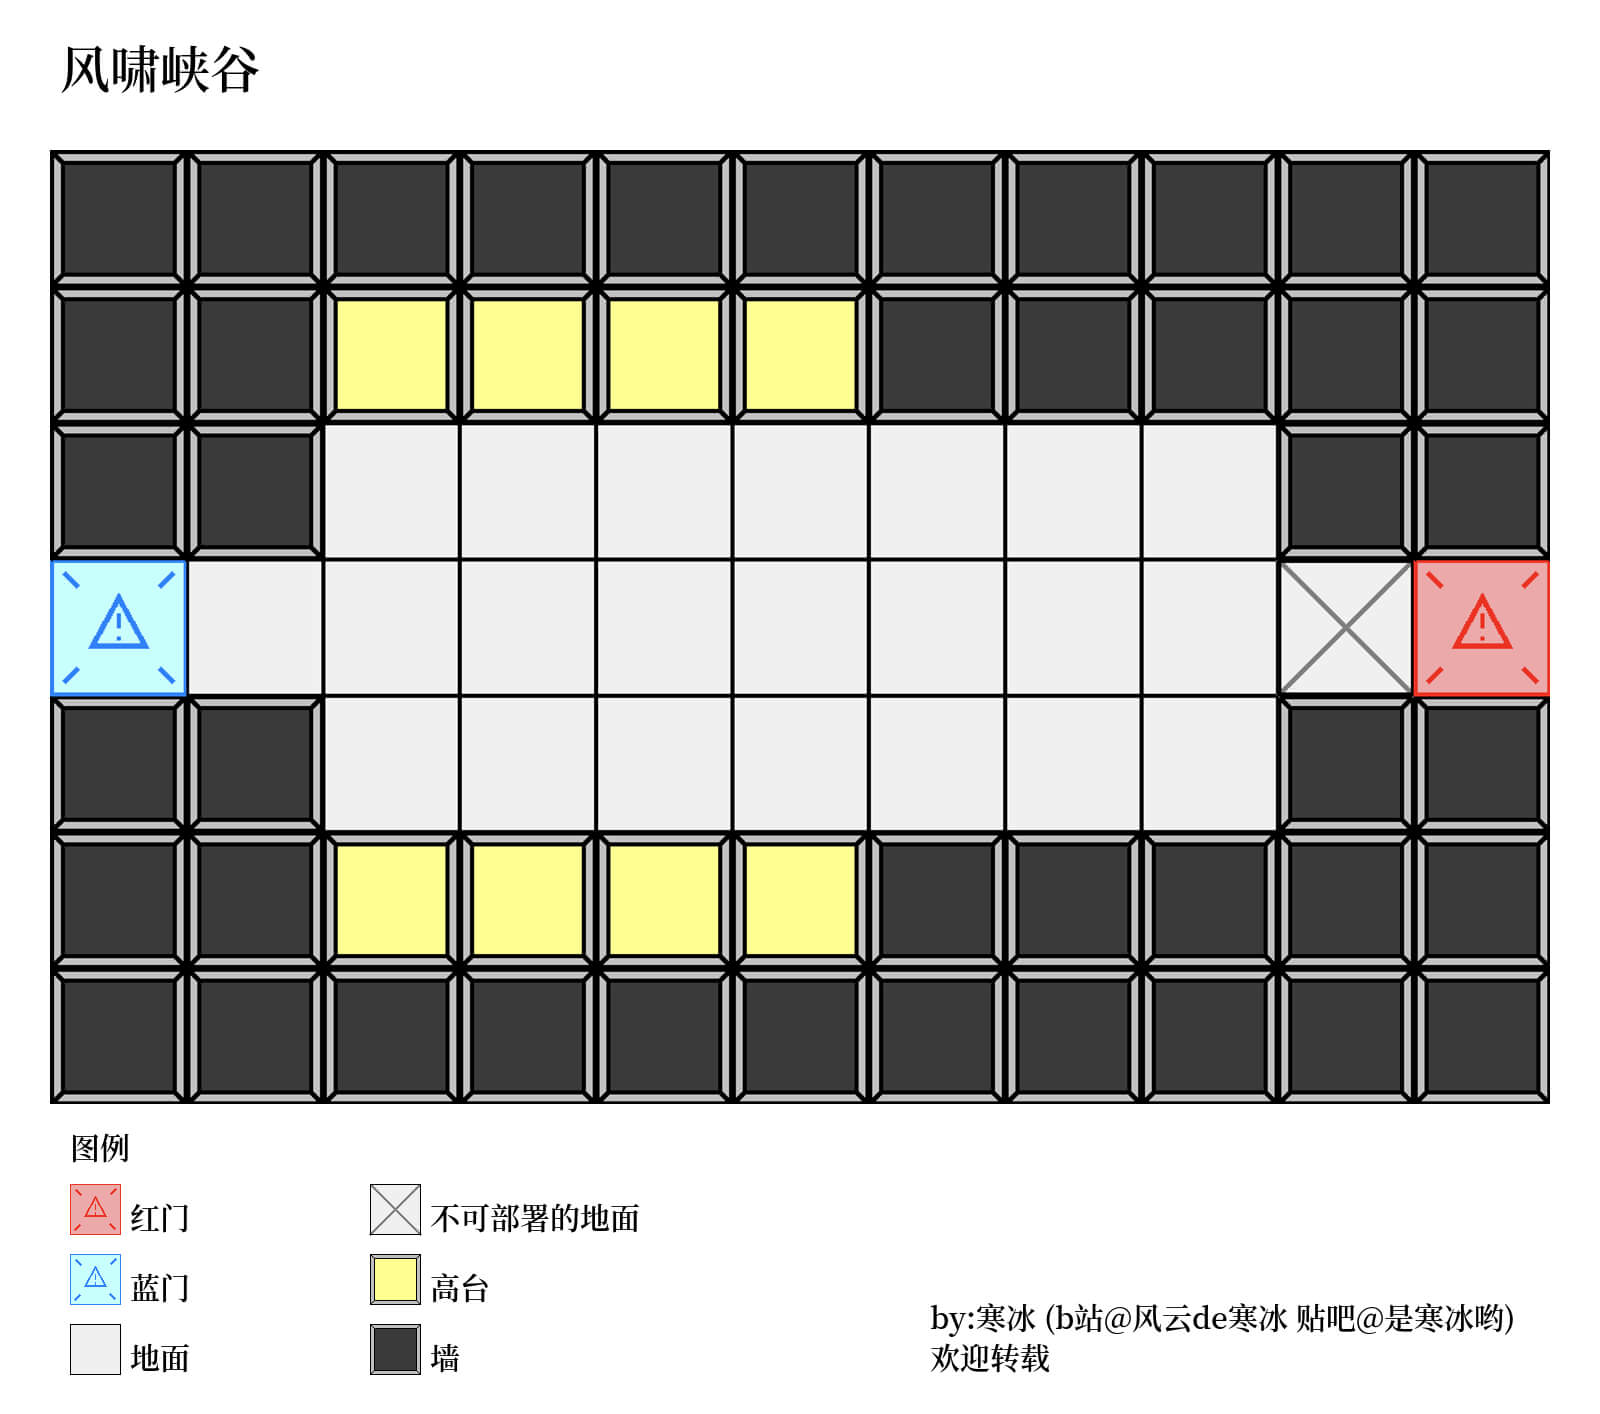 风啸峡谷
图例
红门
不可部署的地面
蓝门
高台
地面
墙
by:寒冰 (b站@风云de寒冰 贴吧@是寒冰哟)
欢迎转载